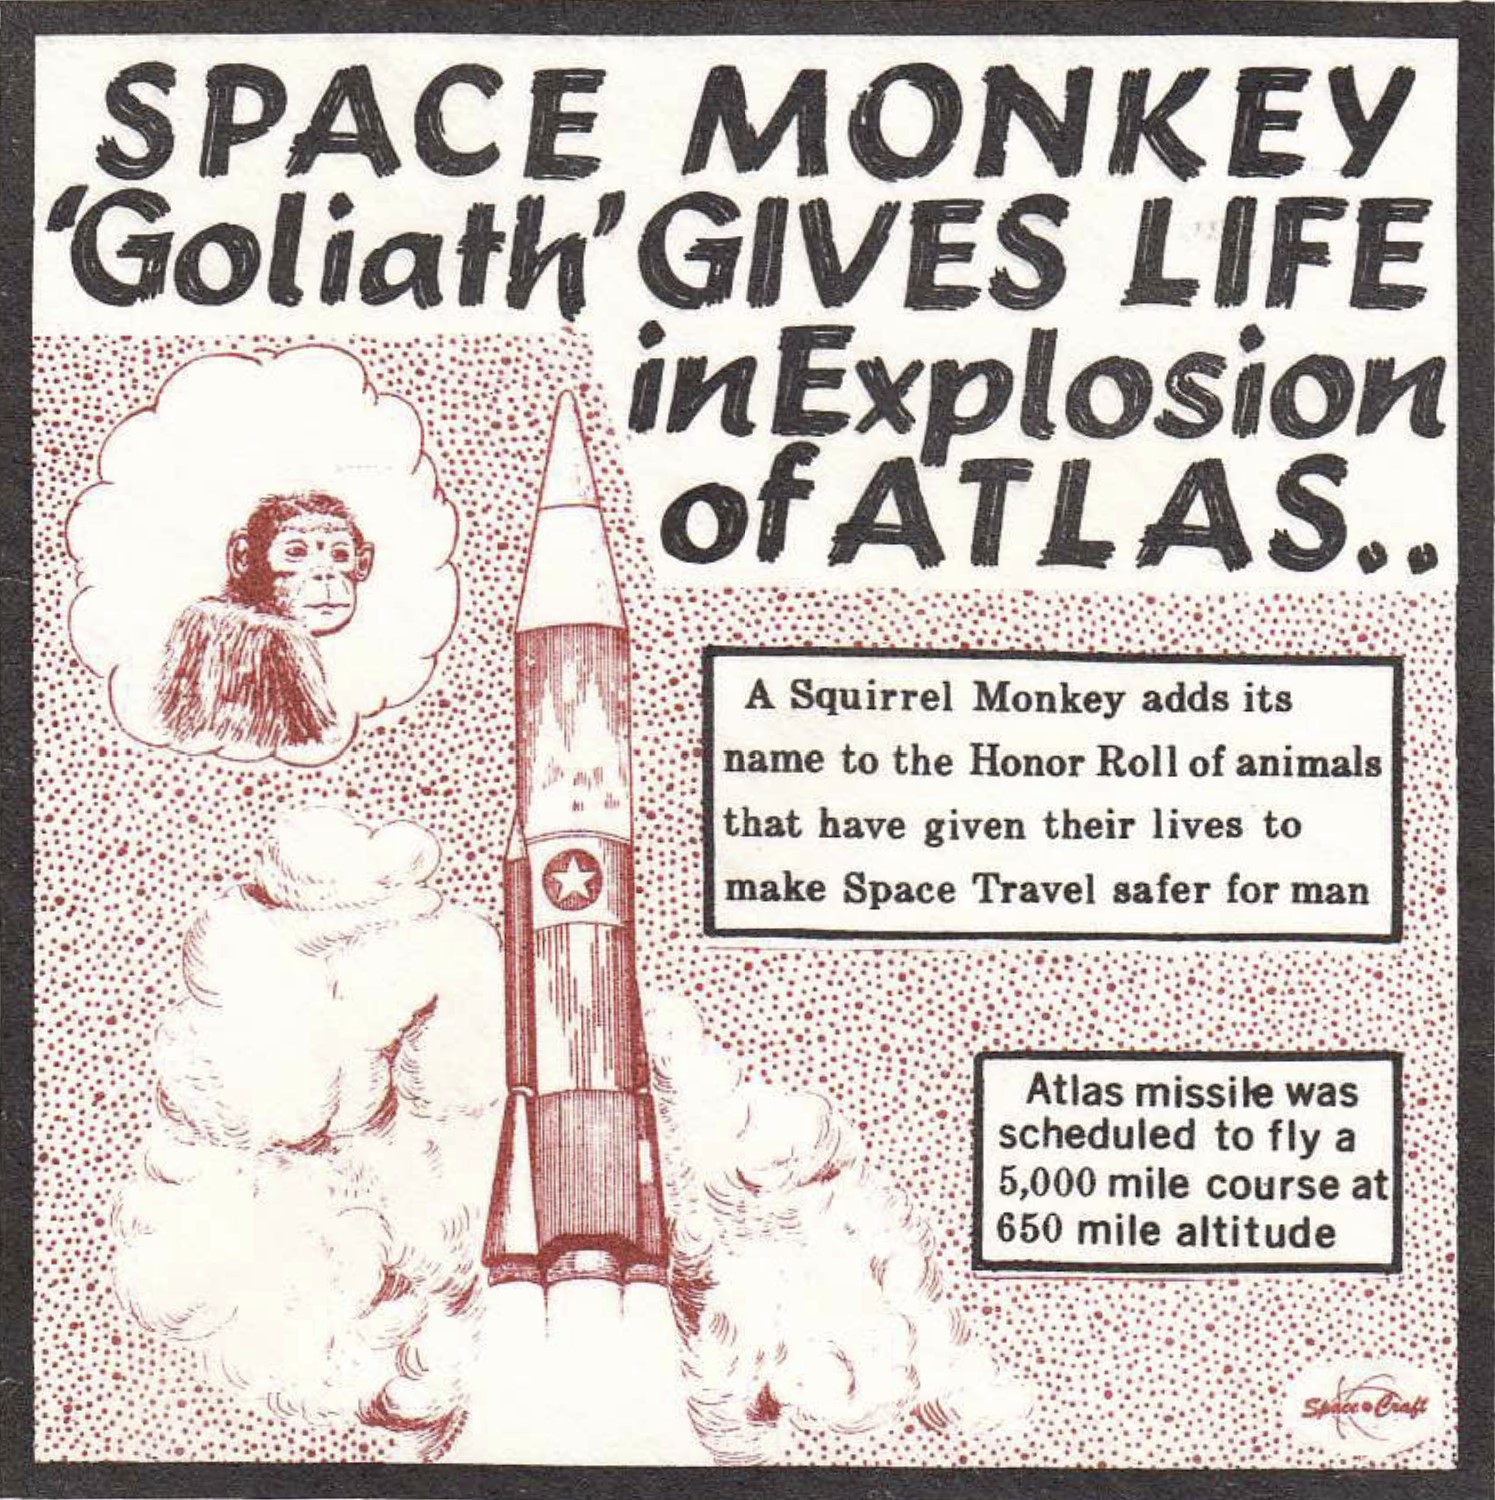 SPACE MONKEY
'Goliath' GIVES LIFE
in Explosion
of ATLAS..
A Squirrel Monkey adds its
name to the Honor Roll of animals
that have given their lives to
make Space Travel safer for man
Atlas missile was
scheduled to fly a
5,000 mile course at
650 mile altitude
Space Craft